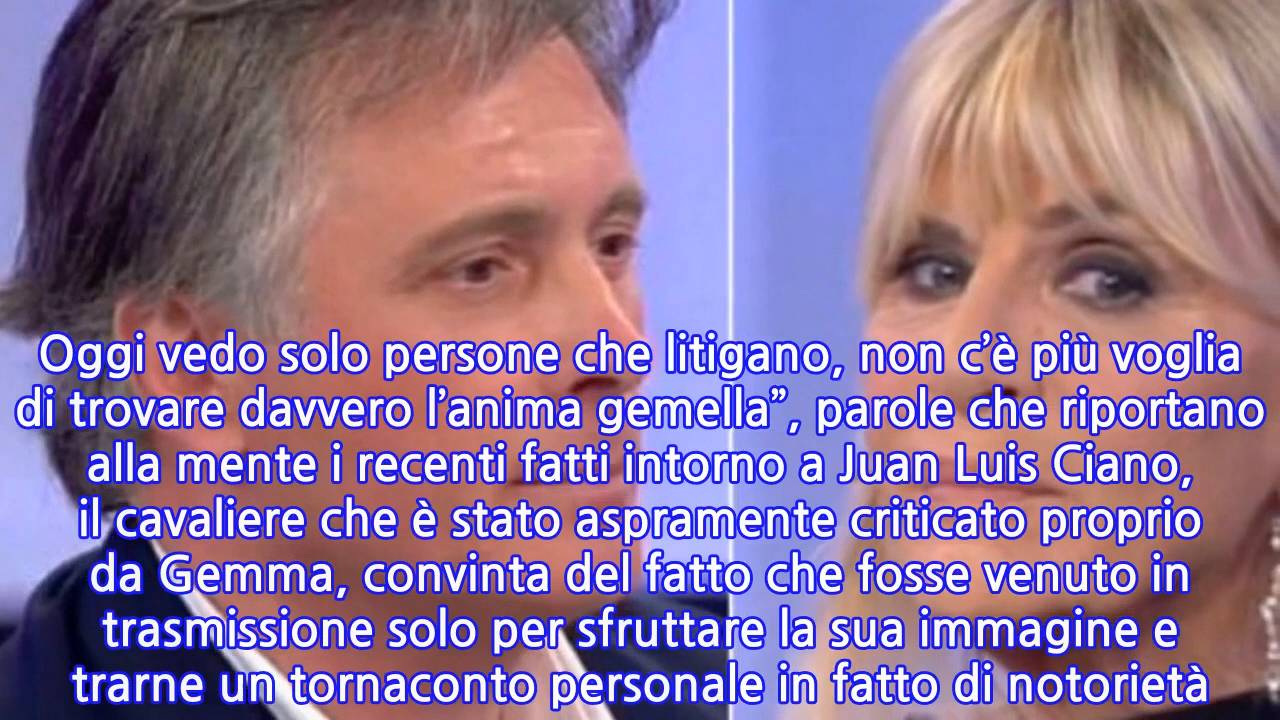 Oggi vedo solo persone che litigano, non c’è più voglia
di trovare davvero l’anima gemella”, parole che riportano
alla mente i recenti fatti intorno a Juan Luis Ciano,
il cavaliere che è stato aspramente criticato proprio
da Gemma, convinta del fatto che fosse venuto in
trasmissione solo per sfruttare la sua immagine e
trarne un tornaconto personale in fatto di notorietà